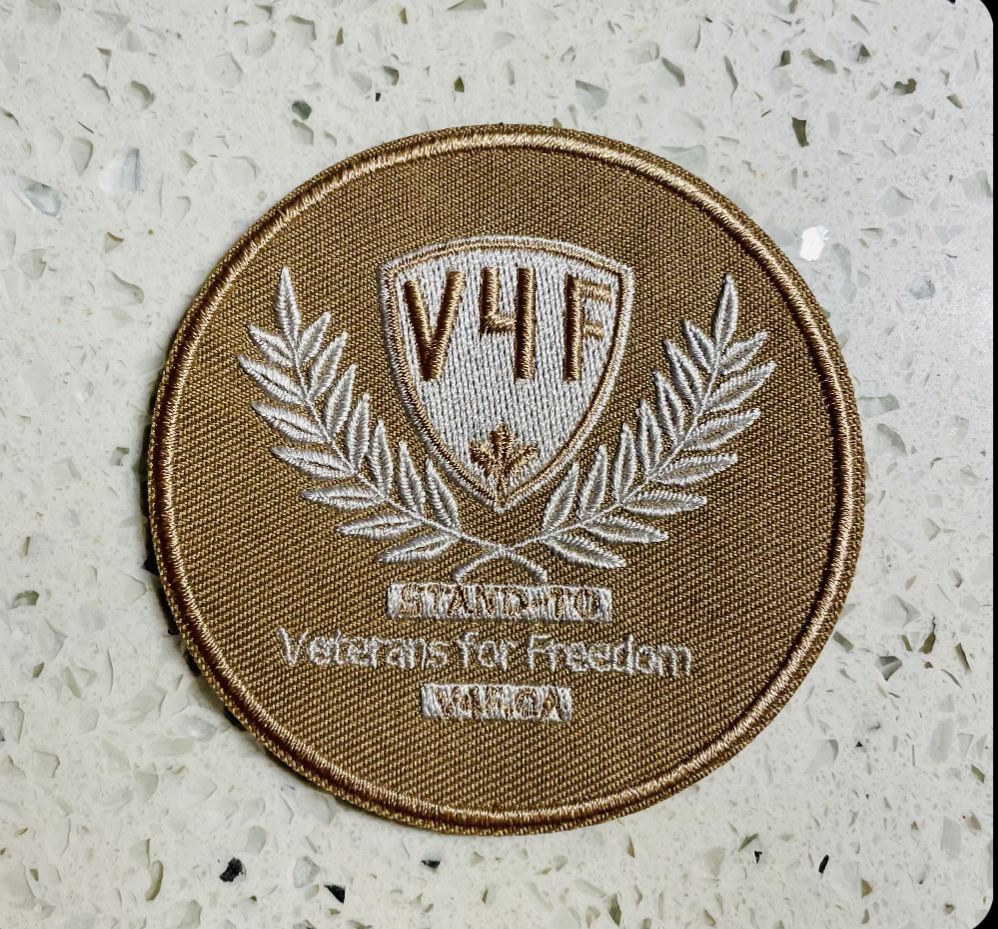 V4F
STAND-TO
Veterans for Freedom
V4F.CA